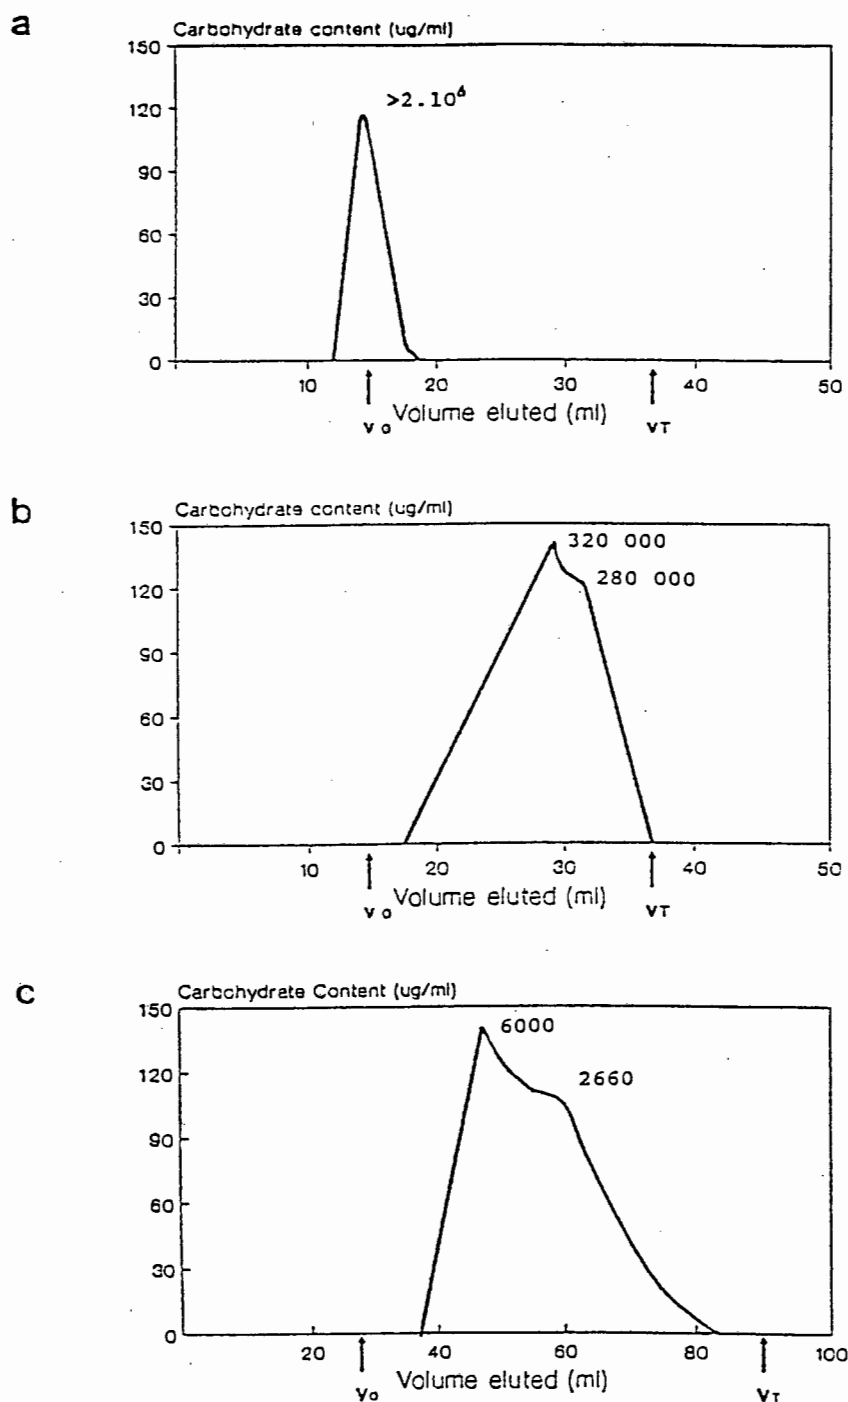 a
Carbohydrate content (ug/ml)
150
120
90
60
30
0
>2.10⁶
10 20 30 40 50
Vo Volume eluted (ml) VT
b
Carbohydrate content (ug/ml)
150
120
90
60
30
0
320 000
280 000
10 20 30 40 50
Vo Volume eluted (ml) VT
c
Carbohydrate Content (ug/ml)
150
120
90
60
30
0
6000
2660
20 40 60 80 100
Vo Volume eluted (ml) VT